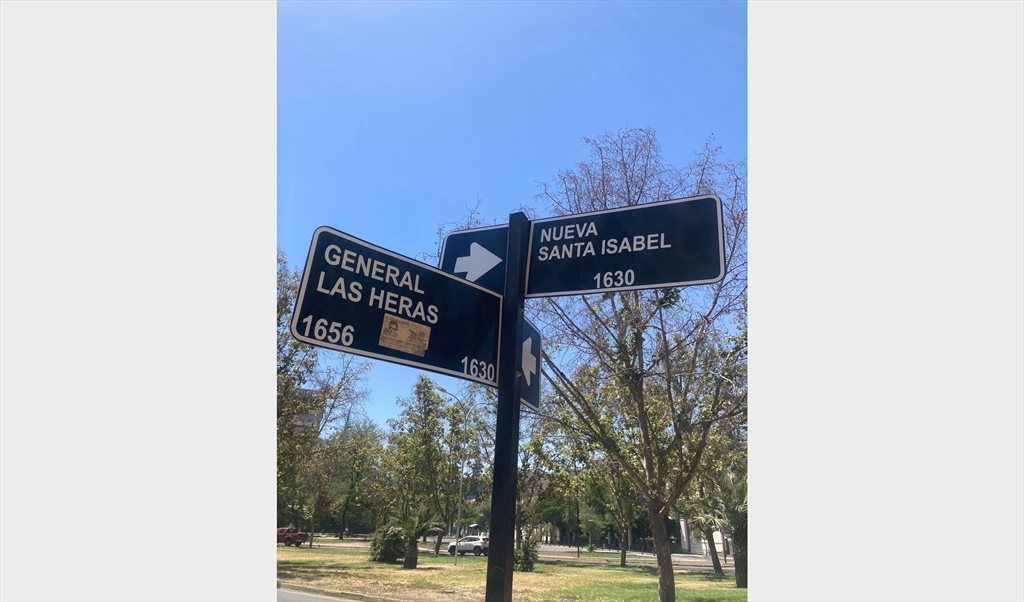 GENERAL
LAS HERAS
1656
1630
NUEVA
SANTA ISABEL
1630